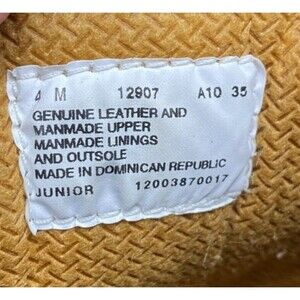 4 M 12907 A10 35
GENUINE LEATHER AND
MANMADE UPPER
MANMADE LININGS
AND OUTSOLE
MADE IN DOMINICAN REPUBLIC
JUNIOR 12003870017